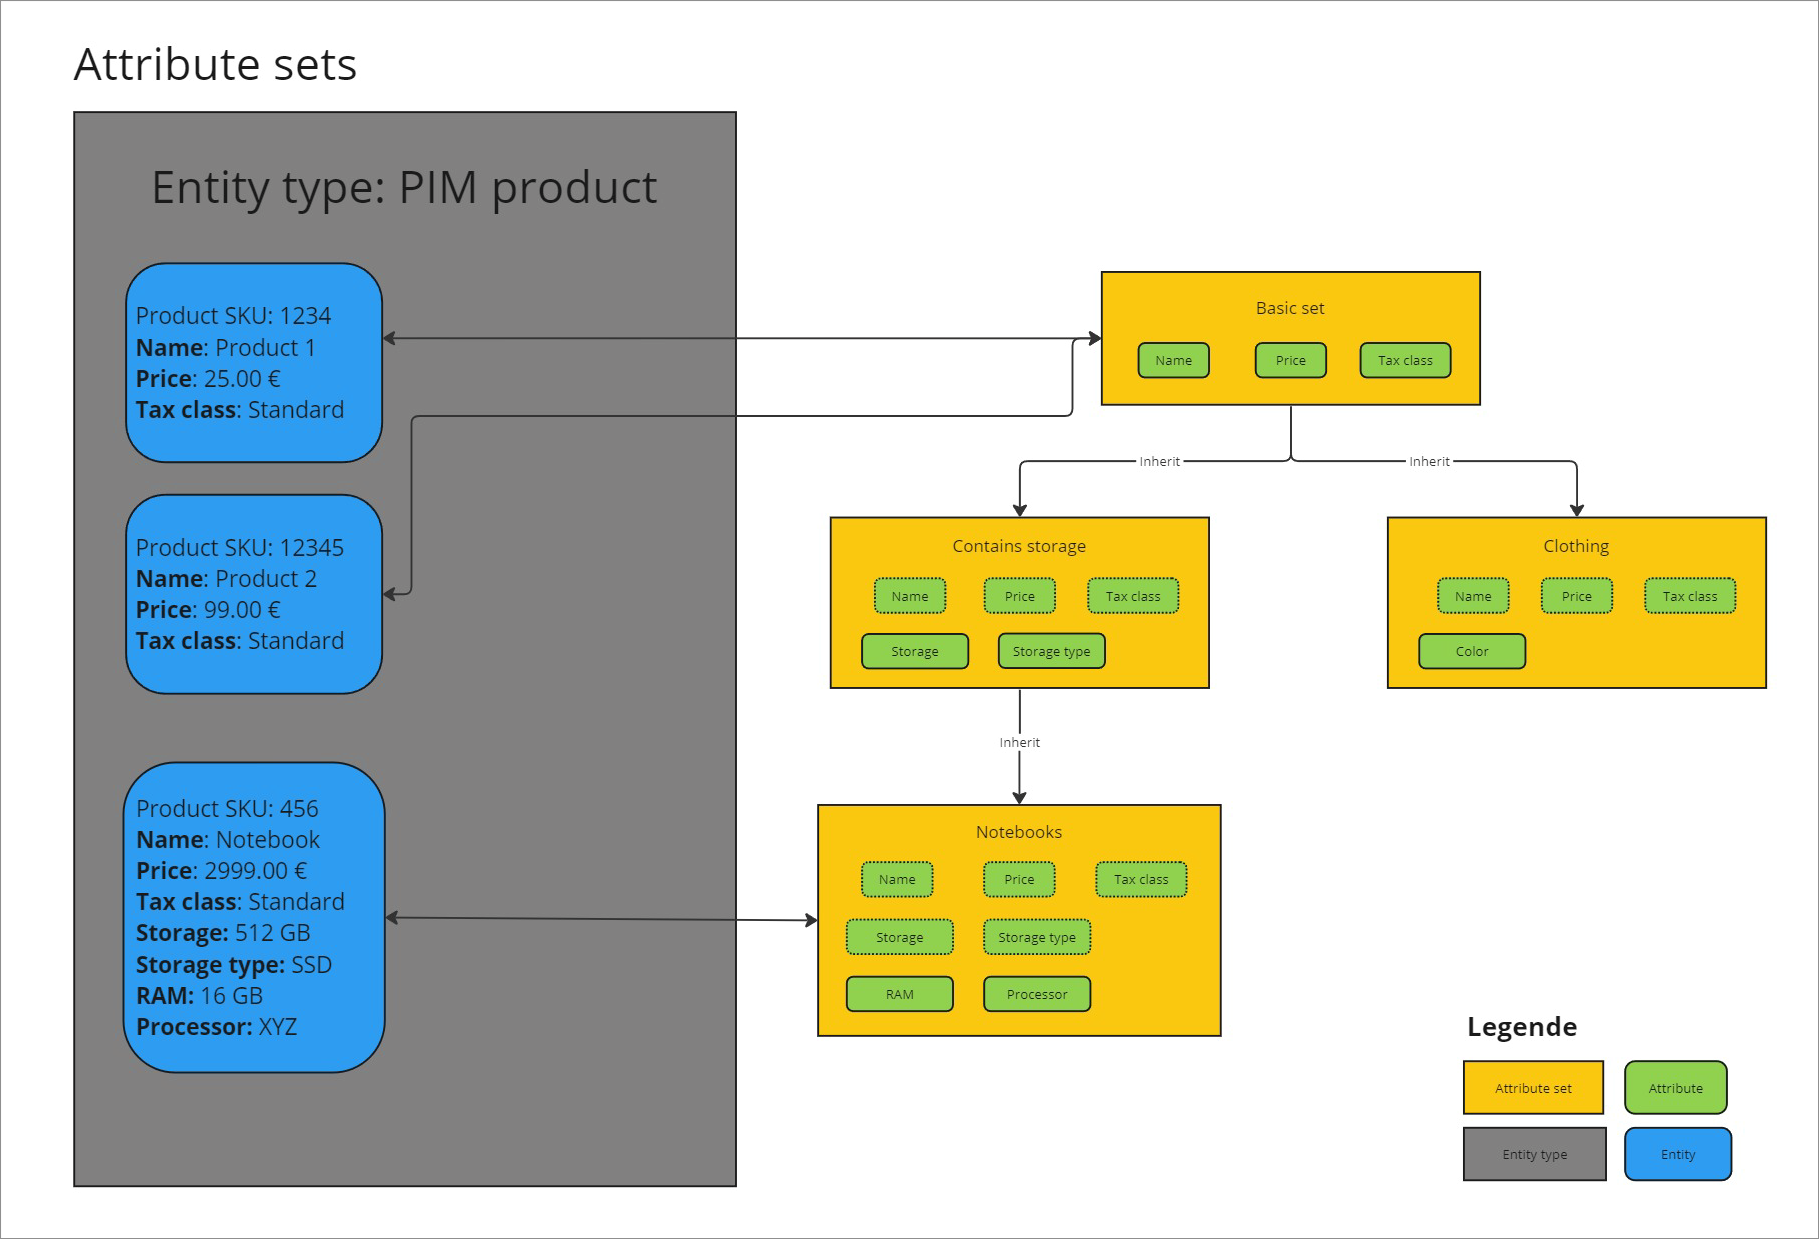 Attribute sets
Entity type: PIM product
Product SKU: 1234
Name: Product 1
Price: 25.00 €
Tax class: Standard
Product SKU: 12345
Name: Product 2
Price: 99.00 €
Tax class: Standard
Product SKU: 456
Name: Notebook
Price: 2999.00 €
Tax class: Standard
Storage: 512 GB
Storage type: SSD
RAM: 16 GB
Processor: XYZ
Basic set
Name Price Tax class
Inherit
Inherit
Contains storage
Name Price Tax class
Storage Storage type
Clothing
Name Price Tax class
Color
Inherit
Notebooks
Name Price Tax class
Storage Storage type
RAM Processor
Legende
Attribute set Attribute
Entity type Entity